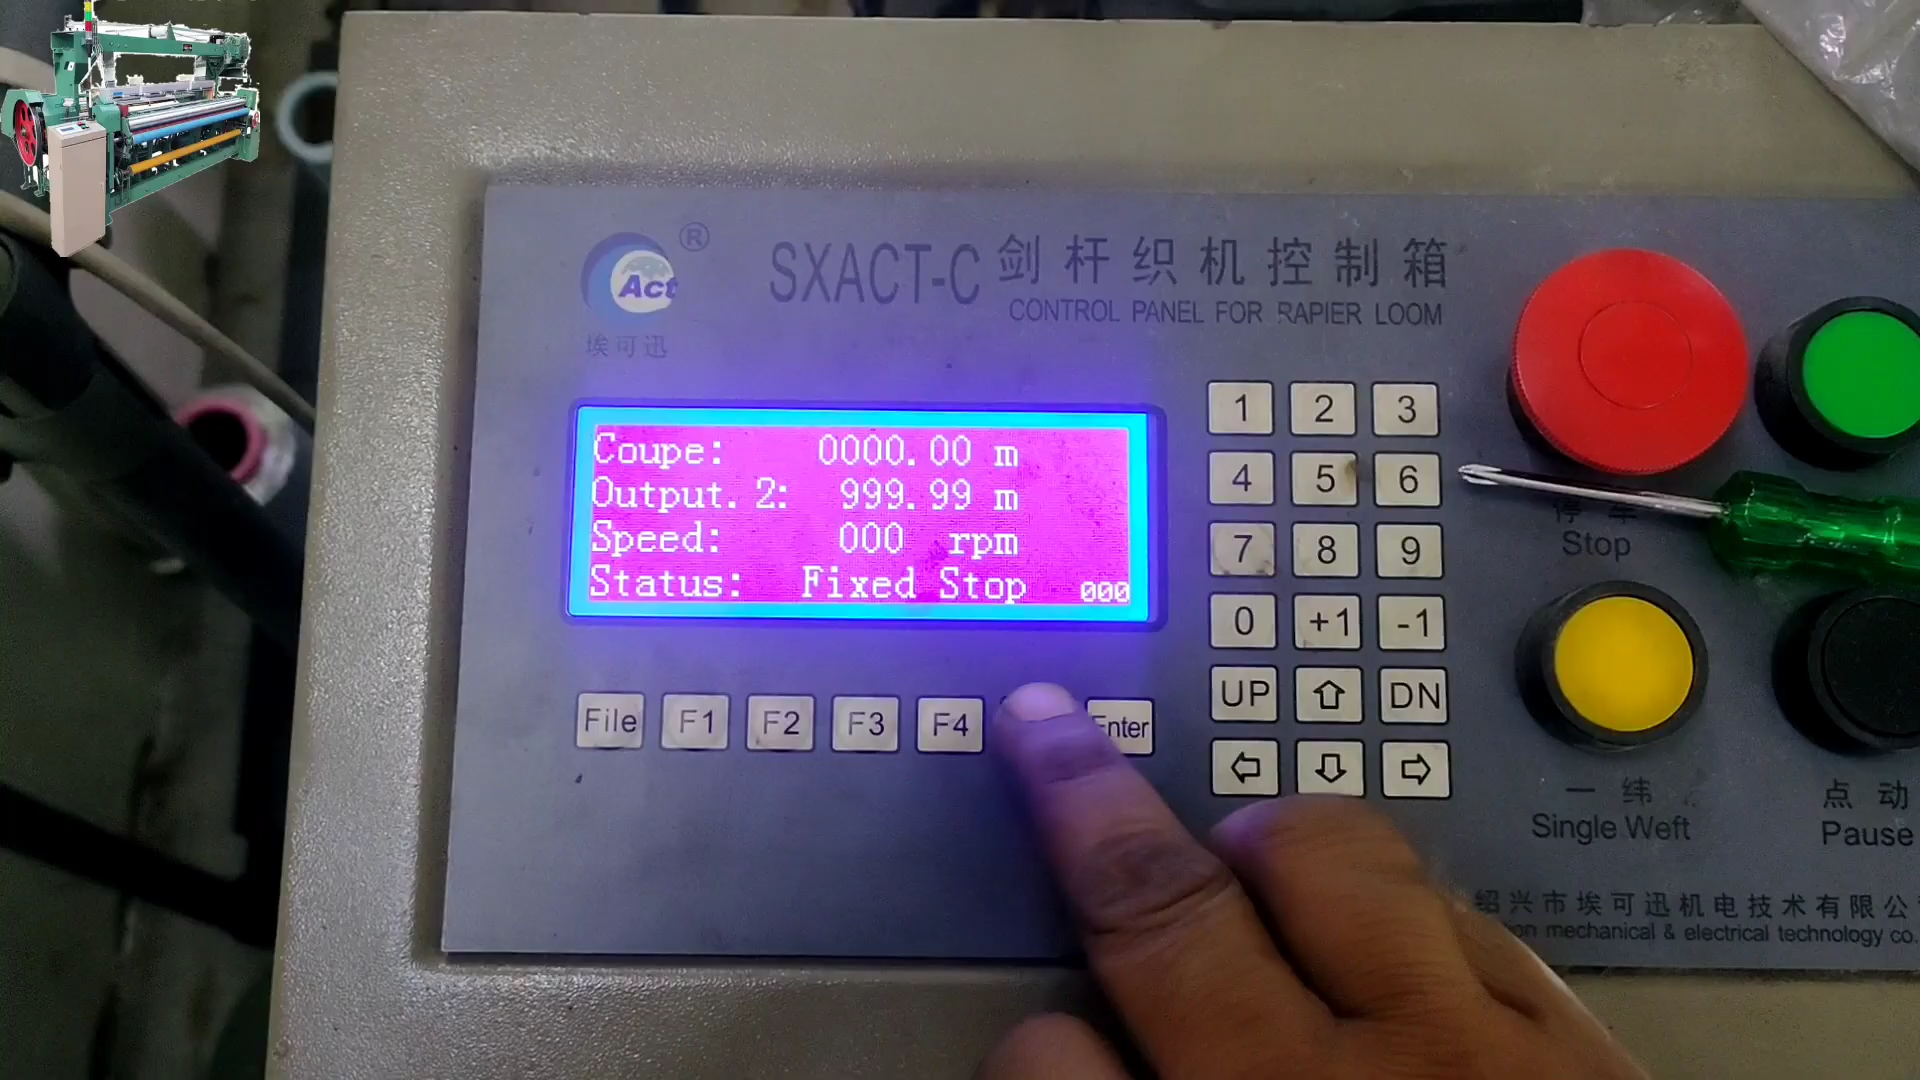 ®
Act
埃可迅
SXACT-C 剑杆织机控制箱
CONTROL PANEL FOR RAPIER LOOM
Coupe: 0000.00 m
Output.2: 999.99 m
Speed: 000 rpm
Status: Fixed Stop 000
File F1 F2 F3 F4 Enter
1 2 3
4 5 6
7 8 9
0 +1 -1
UP ⇧ DN
⇦ ⇩ ⇨
停车
Stop
一纬
Single Weft
点动
Pause
绍兴市埃可迅机电技术有限公
mechanical & electrical technology co.